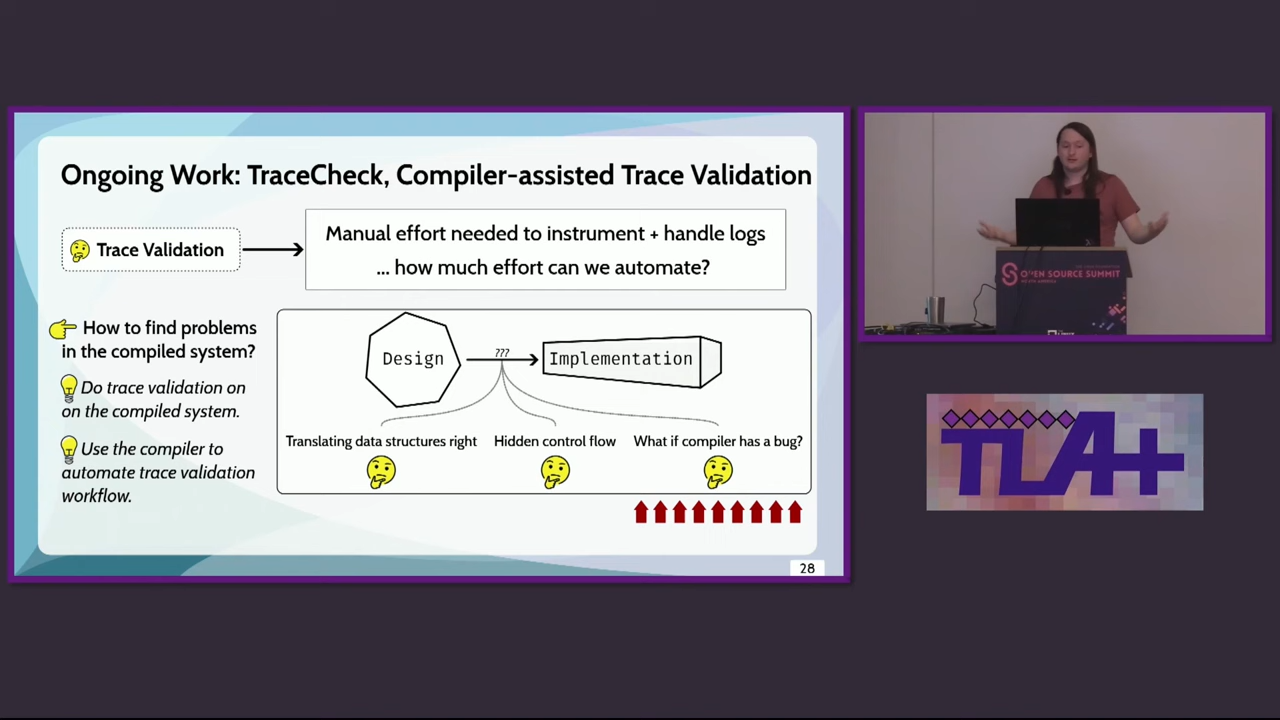 Ongoing Work: TraceCheck, Compiler-assisted Trace Validation
Trace Validation
Manual effort needed to instrument + handle logs
... how much effort can we automate?
How to find problems
in the compiled system?
Do trace validation on
on the compiled system.
Use the compiler to
automate trace validation
workflow.
Design
???
Implementation
Translating data structures right
Hidden control flow
What if compiler has a bug?
28
OPEN SOURCE SUMMIT
TLA+